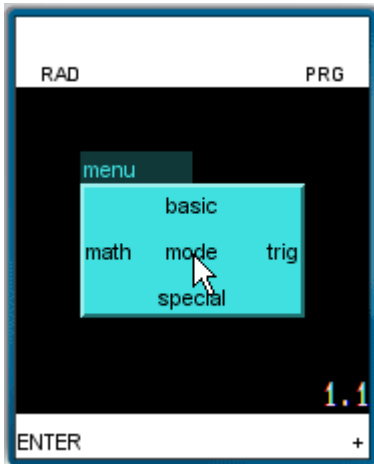 RAD PRG
menu
basic
math mode trig
special
1.1
ENTER +